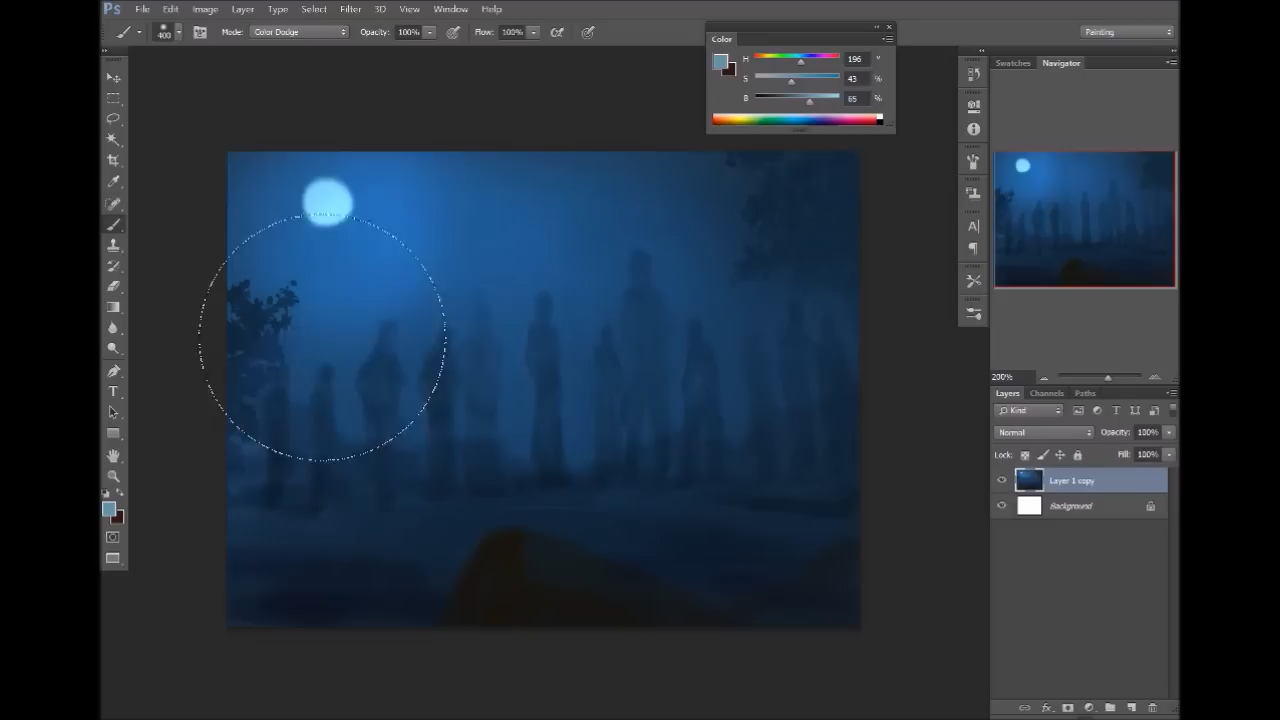 Ps File Edit Image Layer Type Select Filter 3D View Window Help
400 Mode: Color Dodge Opacity: 100% Flow: 100% Painting
Color
H 196 °
S 43 %
B 65 %
Swatches Navigator
200%
Layers Channels Paths
Kind
Normal Opacity: 100%
Lock: Fill: 100%
Layer 1 copy
Background